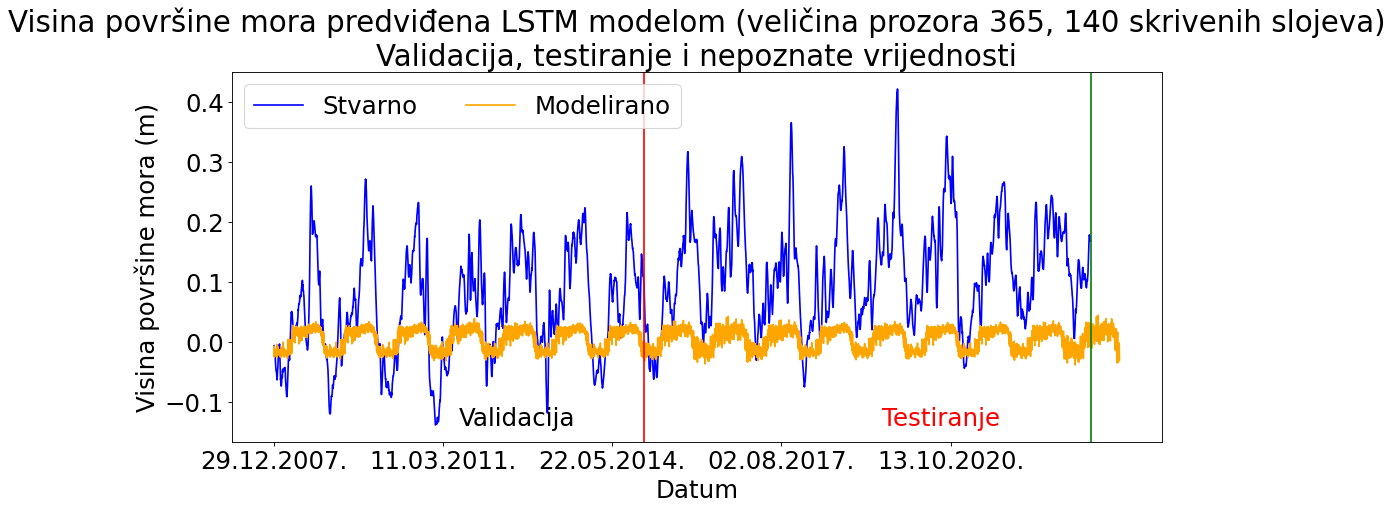 Visina površine mora predviđena LSTM modelom (veličina prozora 365, 140 skrivenih slojeva)
Validacija, testiranje i nepoznate vrijednosti
Stvarno Modelirano
Visina površine mora (m)
0.4
0.3
0.2
0.1
0.0
−0.1
Validacija Testiranje
29.12.2007. 11.03.2011. 22.05.2014. 02.08.2017. 13.10.2020.
Datum